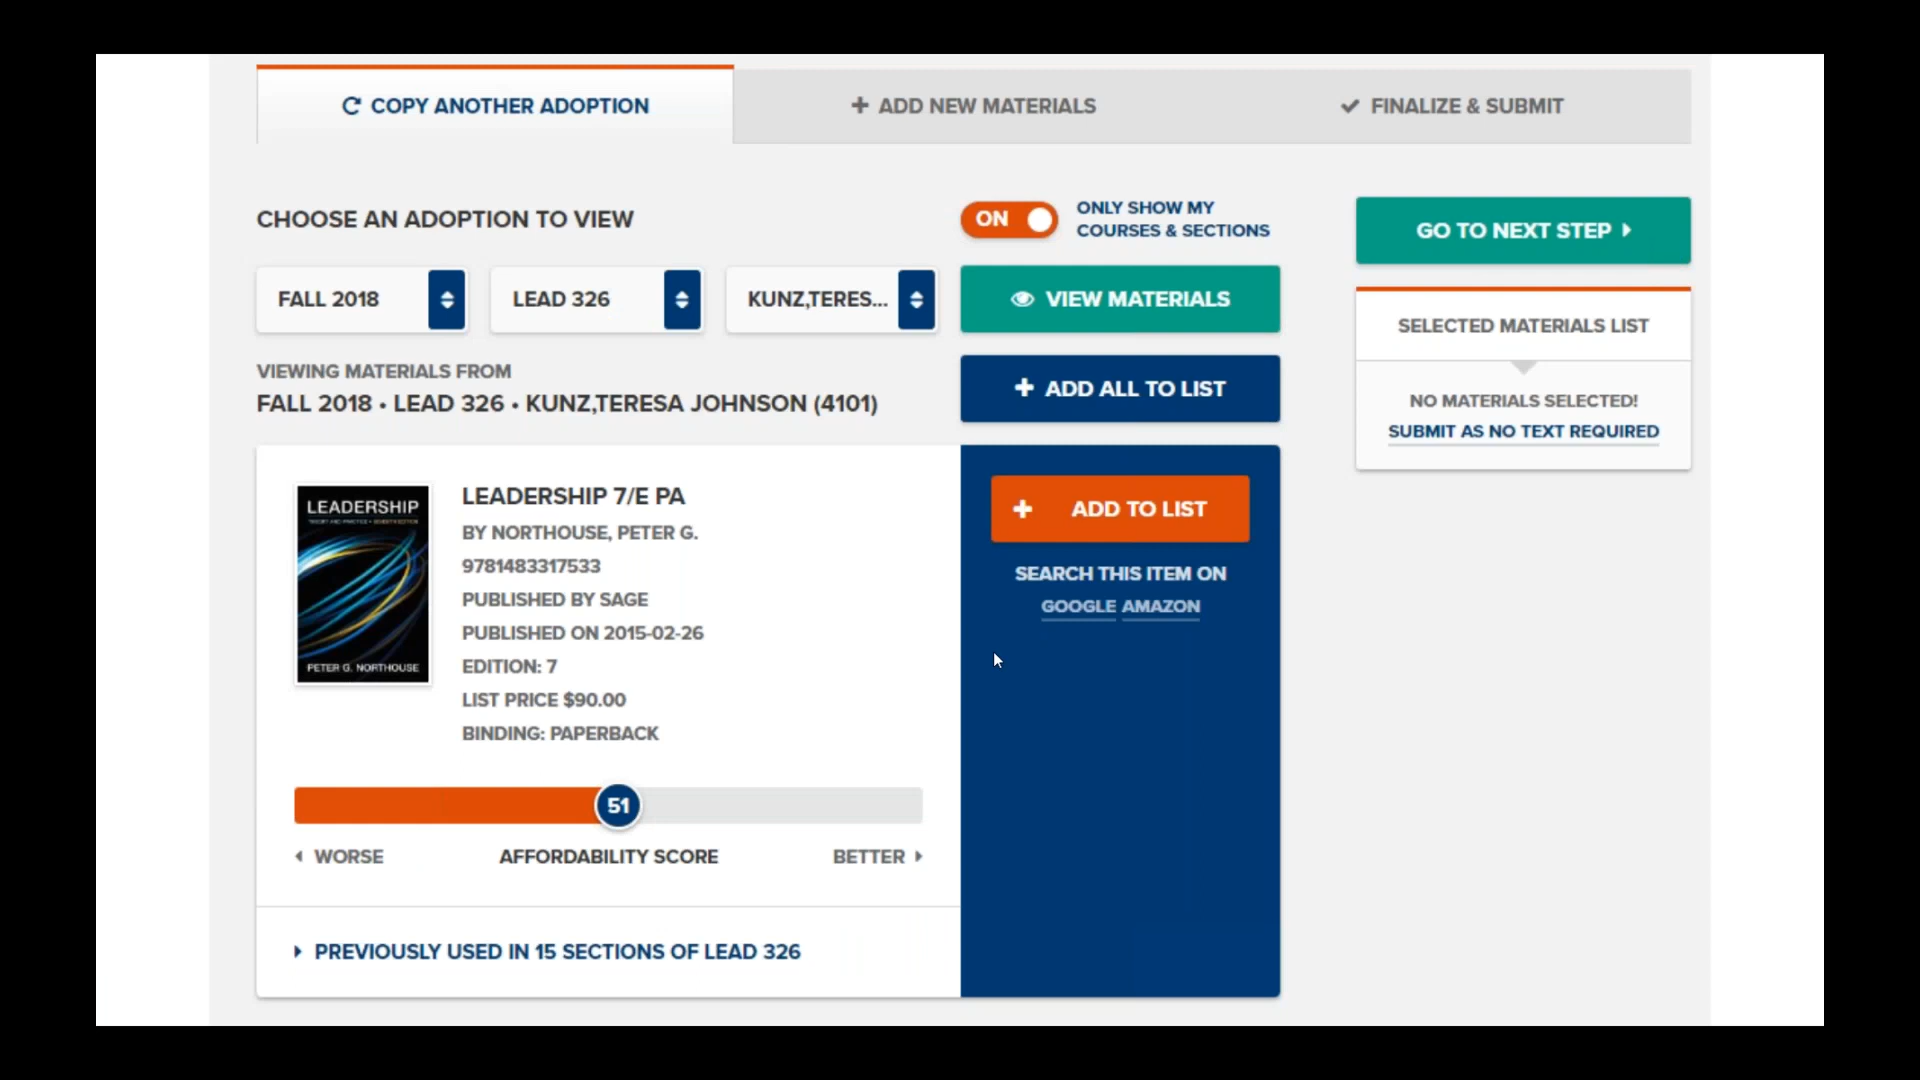 COPY ANOTHER ADOPTION
ADD NEW MATERIALS
FINALIZE & SUBMIT
CHOOSE AN ADOPTION TO VIEW
ON
ONLY SHOW MY
COURSES & SECTIONS
GO TO NEXT STEP
FALL 2018
LEAD 326
KUNZ,TERES...
VIEW MATERIALS
SELECTED MATERIALS LIST
VIEWING MATERIALS FROM
FALL 2018 • LEAD 326 • KUNZ,TERESA JOHNSON (4101)
ADD ALL TO LIST
NO MATERIALS SELECTED!
SUBMIT AS NO TEXT REQUIRED
LEADERSHIP
THEORY AND PRACTICE • SEVENTH EDITION
PETER G. NORTHOUSE
LEADERSHIP 7/E PA
BY NORTHOUSE, PETER G.
9781483317533
PUBLISHED BY SAGE
PUBLISHED ON 2015-02-26
EDITION: 7
LIST PRICE $90.00
BINDING: PAPERBACK
ADD TO LIST
SEARCH THIS ITEM ON
GOOGLE AMAZON
51
WORSE
AFFORDABILITY SCORE
BETTER
PREVIOUSLY USED IN 15 SECTIONS OF LEAD 326